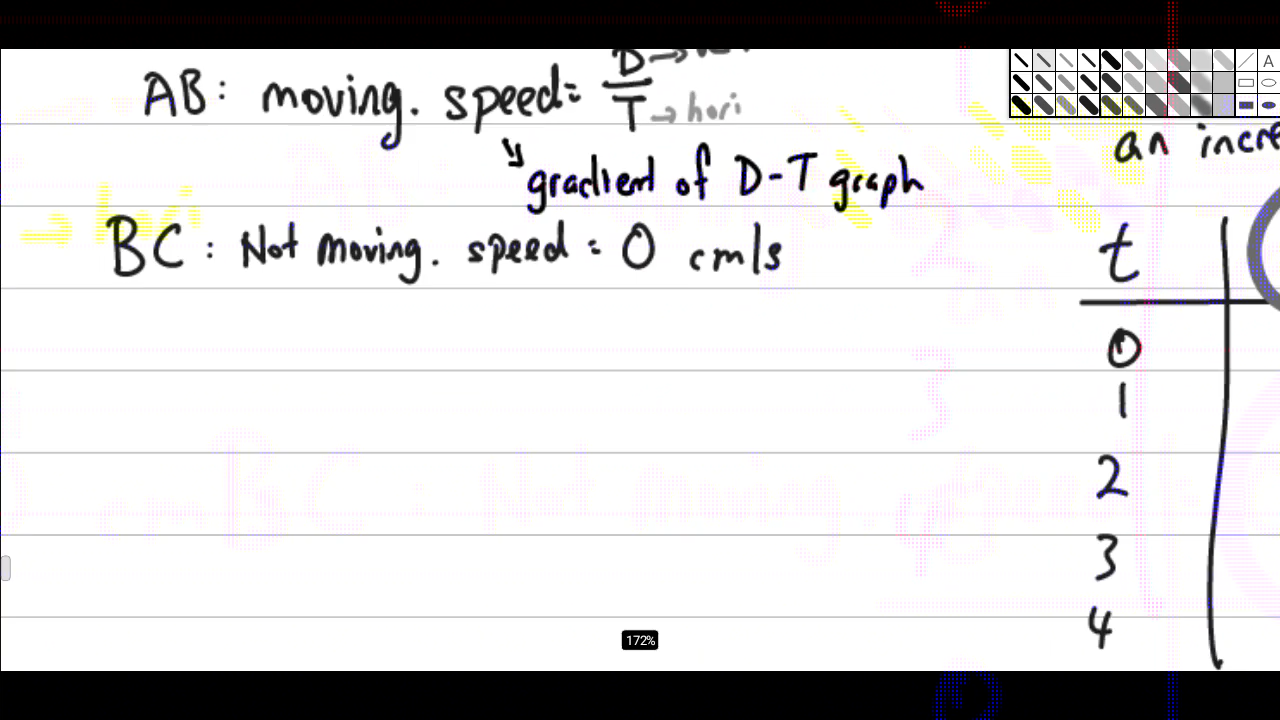 AB: moving. speed = D/T → hori
gradient of D-T graph
BC: Not moving. speed = 0 cm/s
an incre
t
0
1
2
3
4
172%
A